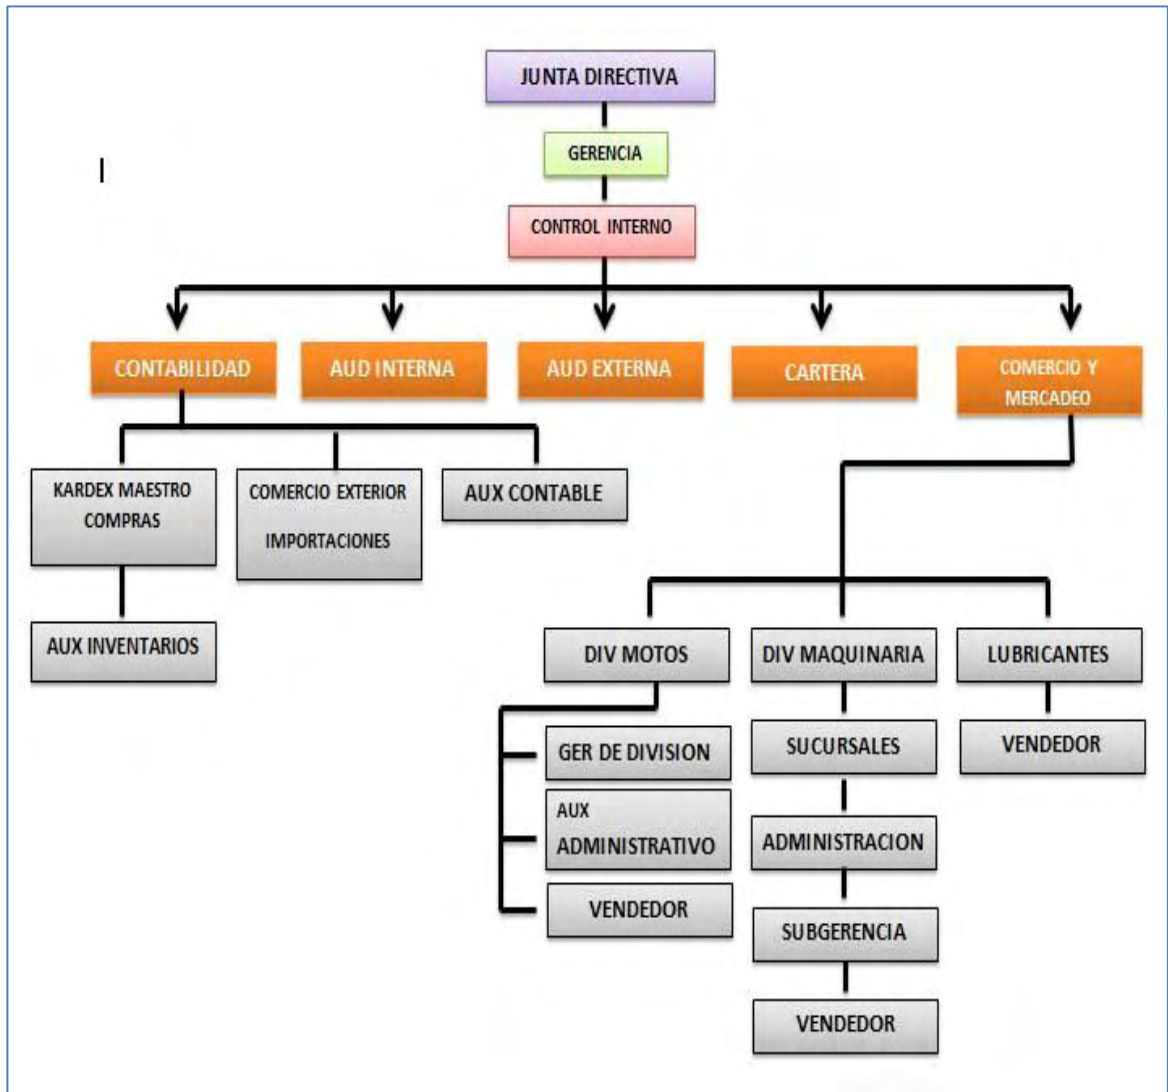 JUNTA DIRECTIVA
GERENCIA
CONTROL INTERNO
CONTABILIDAD
AUD INTERNA
AUD EXTERNA
CARTERA
COMERCIO Y
MERCADEO
KARDEX MAESTRO
COMPRAS
COMERCIO EXTERIOR
IMPORTACIONES
AUX CONTABLE
AUX INVENTARIOS
DIV MOTOS
DIV MAQUINARIA
LUBRICANTES
GER DE DIVISION
AUX
ADMINISTRATIVO
VENDEDOR
SUCURSALES
ADMINISTRACION
SUBGERENCIA
VENDEDOR
VENDEDOR